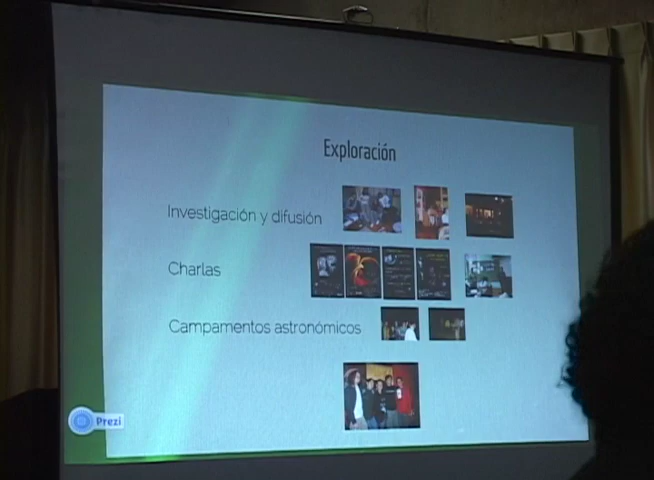 Exploración
Investigación y difusión
Charlas
Campamentos astronómicos
Prezi